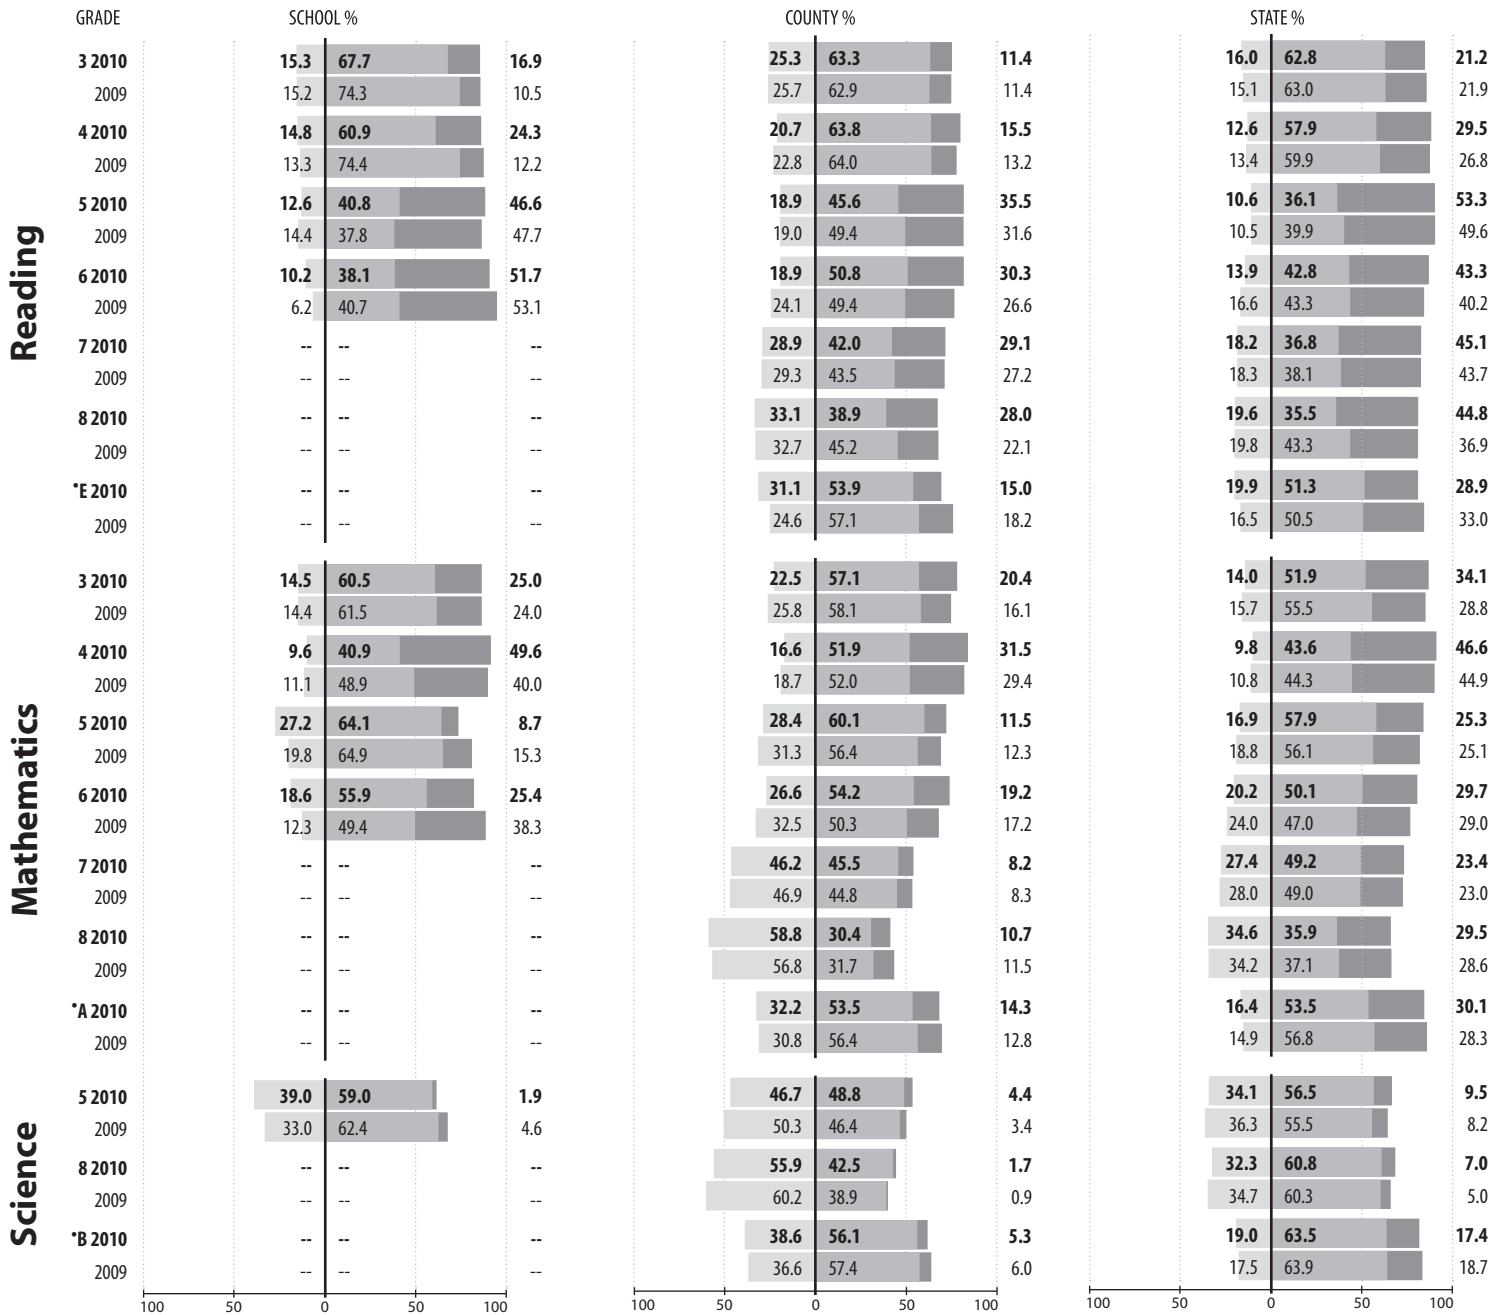 GRADE SCHOOL % COUNTY % STATE %
Reading
3 2010 15.3 67.7 16.9 25.3 63.3 11.4 16.0 62.8 21.2
2009 15.2 74.3 10.5 25.7 62.9 11.4 15.1 63.0 21.9
4 2010 14.8 60.9 24.3 20.7 63.8 15.5 12.6 57.9 29.5
2009 13.3 74.4 12.2 22.8 64.0 13.2 13.4 59.9 26.8
5 2010 12.6 40.8 46.6 18.9 45.6 35.5 10.6 36.1 53.3
2009 14.4 37.8 47.7 19.0 49.4 31.6 10.5 39.9 49.6
6 2010 10.2 38.1 51.7 18.9 50.8 30.3 13.9 42.8 43.3
2009 6.2 40.7 53.1 24.1 49.4 26.6 16.6 43.3 40.2
7 2010 -- -- -- 28.9 42.0 29.1 18.2 36.8 45.1
2009 -- -- -- 29.3 43.5 27.2 18.3 38.1 43.7
8 2010 -- -- -- 33.1 38.9 28.0 19.6 35.5 44.8
2009 -- -- -- 32.7 45.2 22.1 19.8 43.3 36.9
•E 2010 -- -- -- 31.1 53.9 15.0 19.9 51.3 28.9
2009 -- -- -- 24.6 57.1 18.2 16.5 50.5 33.0
Mathematics
3 2010 14.5 60.5 25.0 22.5 57.1 20.4 14.0 51.9 34.1
2009 14.4 61.5 24.0 25.8 58.1 16.1 15.7 55.5 28.8
4 2010 9.6 40.9 49.6 16.6 51.9 31.5 9.8 43.6 46.6
2009 11.1 48.9 40.0 18.7 52.0 29.4 10.8 44.3 44.9
5 2010 27.2 64.1 8.7 28.4 60.1 11.5 16.9 57.9 25.3
2009 19.8 64.9 15.3 31.3 56.4 12.3 18.8 56.1 25.1
6 2010 18.6 55.9 25.4 26.6 54.2 19.2 20.2 50.1 29.7
2009 12.3 49.4 38.3 32.5 50.3 17.2 24.0 47.0 29.0
7 2010 -- -- -- 46.2 45.5 8.2 27.4 49.2 23.4
2009 -- -- -- 46.9 44.8 8.3 28.0 49.0 23.0
8 2010 -- -- -- 58.8 30.4 10.7 34.6 35.9 29.5
2009 -- -- -- 56.8 31.7 11.5 34.2 37.1 28.6
•A 2010 -- -- -- 32.2 53.5 14.3 16.4 53.5 30.1
2009 -- -- -- 30.8 56.4 12.8 14.9 56.8 28.3
Science
5 2010 39.0 59.0 1.9 46.7 48.8 4.4 34.1 56.5 9.5
2009 33.0 62.4 4.6 50.3 46.4 3.4 36.3 55.5 8.2
8 2010 -- -- -- 55.9 42.5 1.7 32.3 60.8 7.0
2009 -- -- -- 60.2 38.9 0.9 34.7 60.3 5.0
•B 2010 -- -- -- 38.6 56.1 5.3 19.0 63.5 17.4
2009 -- -- -- 36.6 57.4 6.0 17.5 63.9 18.7
100 50 0 50 100 100 50 0 50 100 100 50 0 50 100